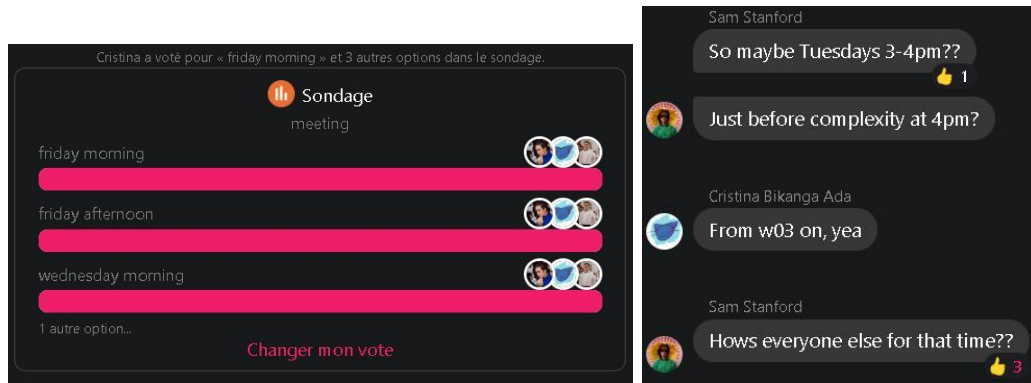 Cristina a voté pour « friday morning » et 3 autres options dans le sondage.
Sondage
meeting
friday morning
friday afternoon
wednesday morning
1 autre option...
Changer mon vote
Sam Stanford
So maybe Tuesdays 3-4pm??
👍 1
Just before complexity at 4pm?
Cristina Bikanga Ada
From w03 on, yea
Sam Stanford
Hows everyone else for that time??
👍 3